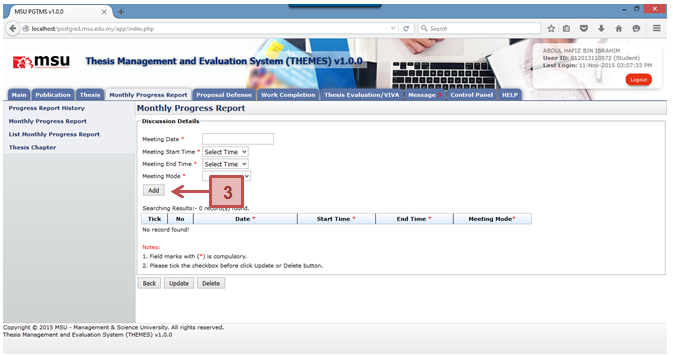 MSU PGTMS v1.0.0
localhost/postgrad.msu.edu.my/app/index.php
Search
msu
Thesis Management and Evaluation System (THEMES) v1.0.0
ABDUL HAFIZ BIN IBRAHIM
User ID: 012013110572 (Student)
Last Login: 11-Nov-2015 03:07:33 PM
Logout
Main Publication Thesis Monthly Progress Report Proposal Defense Work Completion Thesis Evaluation/VIVA Message Control Panel HELP
Progress Report History
Monthly Progress Report
List Monthly Progress Report
Thesis Chapter
Monthly Progress Report
Discussion Details
Meeting Date *
Meeting Start Time * Select Time
Meeting End Time * Select Time
Meeting Mode *
Add
3
Searching Results:- 0 record(s) found.
Tick No Date * Start Time * End Time * Meeting Mode*
No record found!
Notes:
1. Field marks with (*) is compulsory.
2. Please tick the checkbox before click Update or Delete button.
Back Update Delete
Copyright © 2015 MSU - Management & Science University. All rights reserved.
Thesis Management and Evaluation System (THEMES) v1.0.0